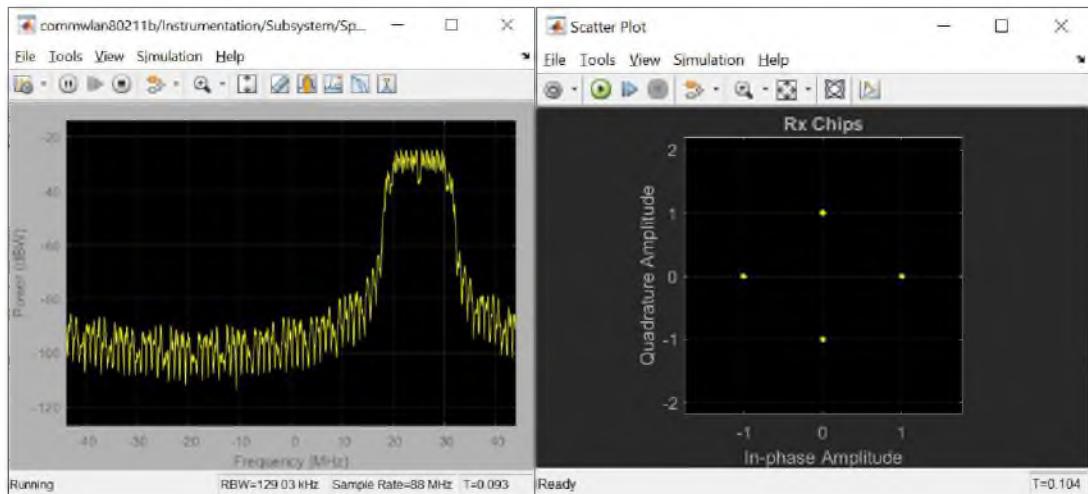 commwlan80211b/Instrumentation/Subsystem/Sp...
File Tools View Simulation Help
-20
-40
-60
-80
-100
-120
Power (dBW)
-40 -30 -20 -10 0 10 20 30 40
Frequency (MHz)
Running RBW=129.03 kHz Sample Rate=88 MHz T=0.093
Scatter Plot
File Tools View Simulation Help
Rx Chips
2
1
0
-1
-2
Quadrature Amplitude
-1 0 1
In-phase Amplitude
Ready T=0.104